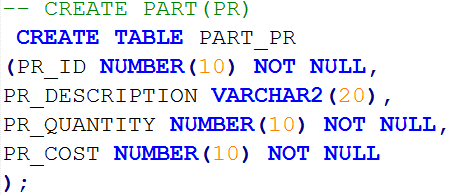 -- CREATE PART(PR)
CREATE TABLE PART_PR
(PR_ID NUMBER(10) NOT NULL,
PR_DESCRIPTION VARCHAR2(20),
PR_QUANTITY NUMBER(10) NOT NULL,
PR_COST NUMBER(10) NOT NULL
);